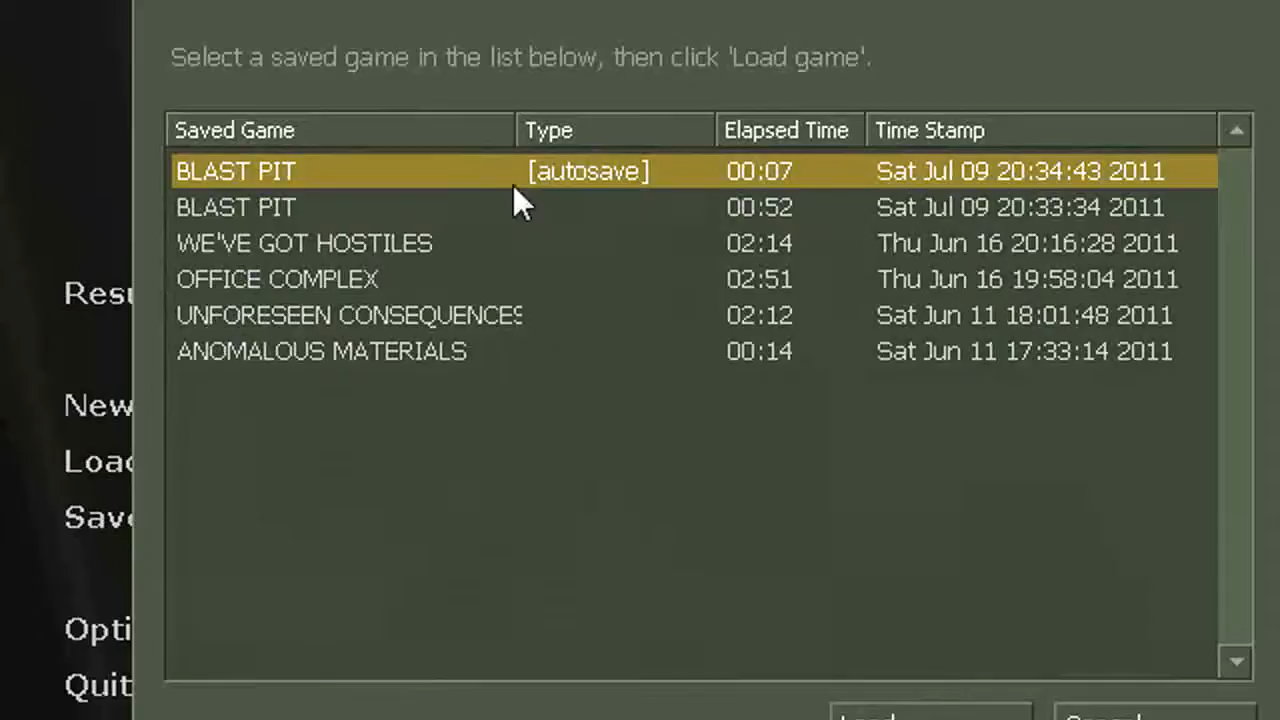 Select a saved game in the list below, then click 'Load game'.
Saved Game Type Elapsed Time Time Stamp
BLAST PIT [autosave] 00:07 Sat Jul 09 20:34:43 2011
BLAST PIT 00:52 Sat Jul 09 20:33:34 2011
WE'VE GOT HOSTILES 02:14 Thu Jun 16 20:16:28 2011
OFFICE COMPLEX 02:51 Thu Jun 16 19:58:04 2011
UNFORESEEN CONSEQUENCES 02:12 Sat Jun 11 18:01:48 2011
ANOMALOUS MATERIALS 00:14 Sat Jun 11 17:33:14 2011
New
Quit